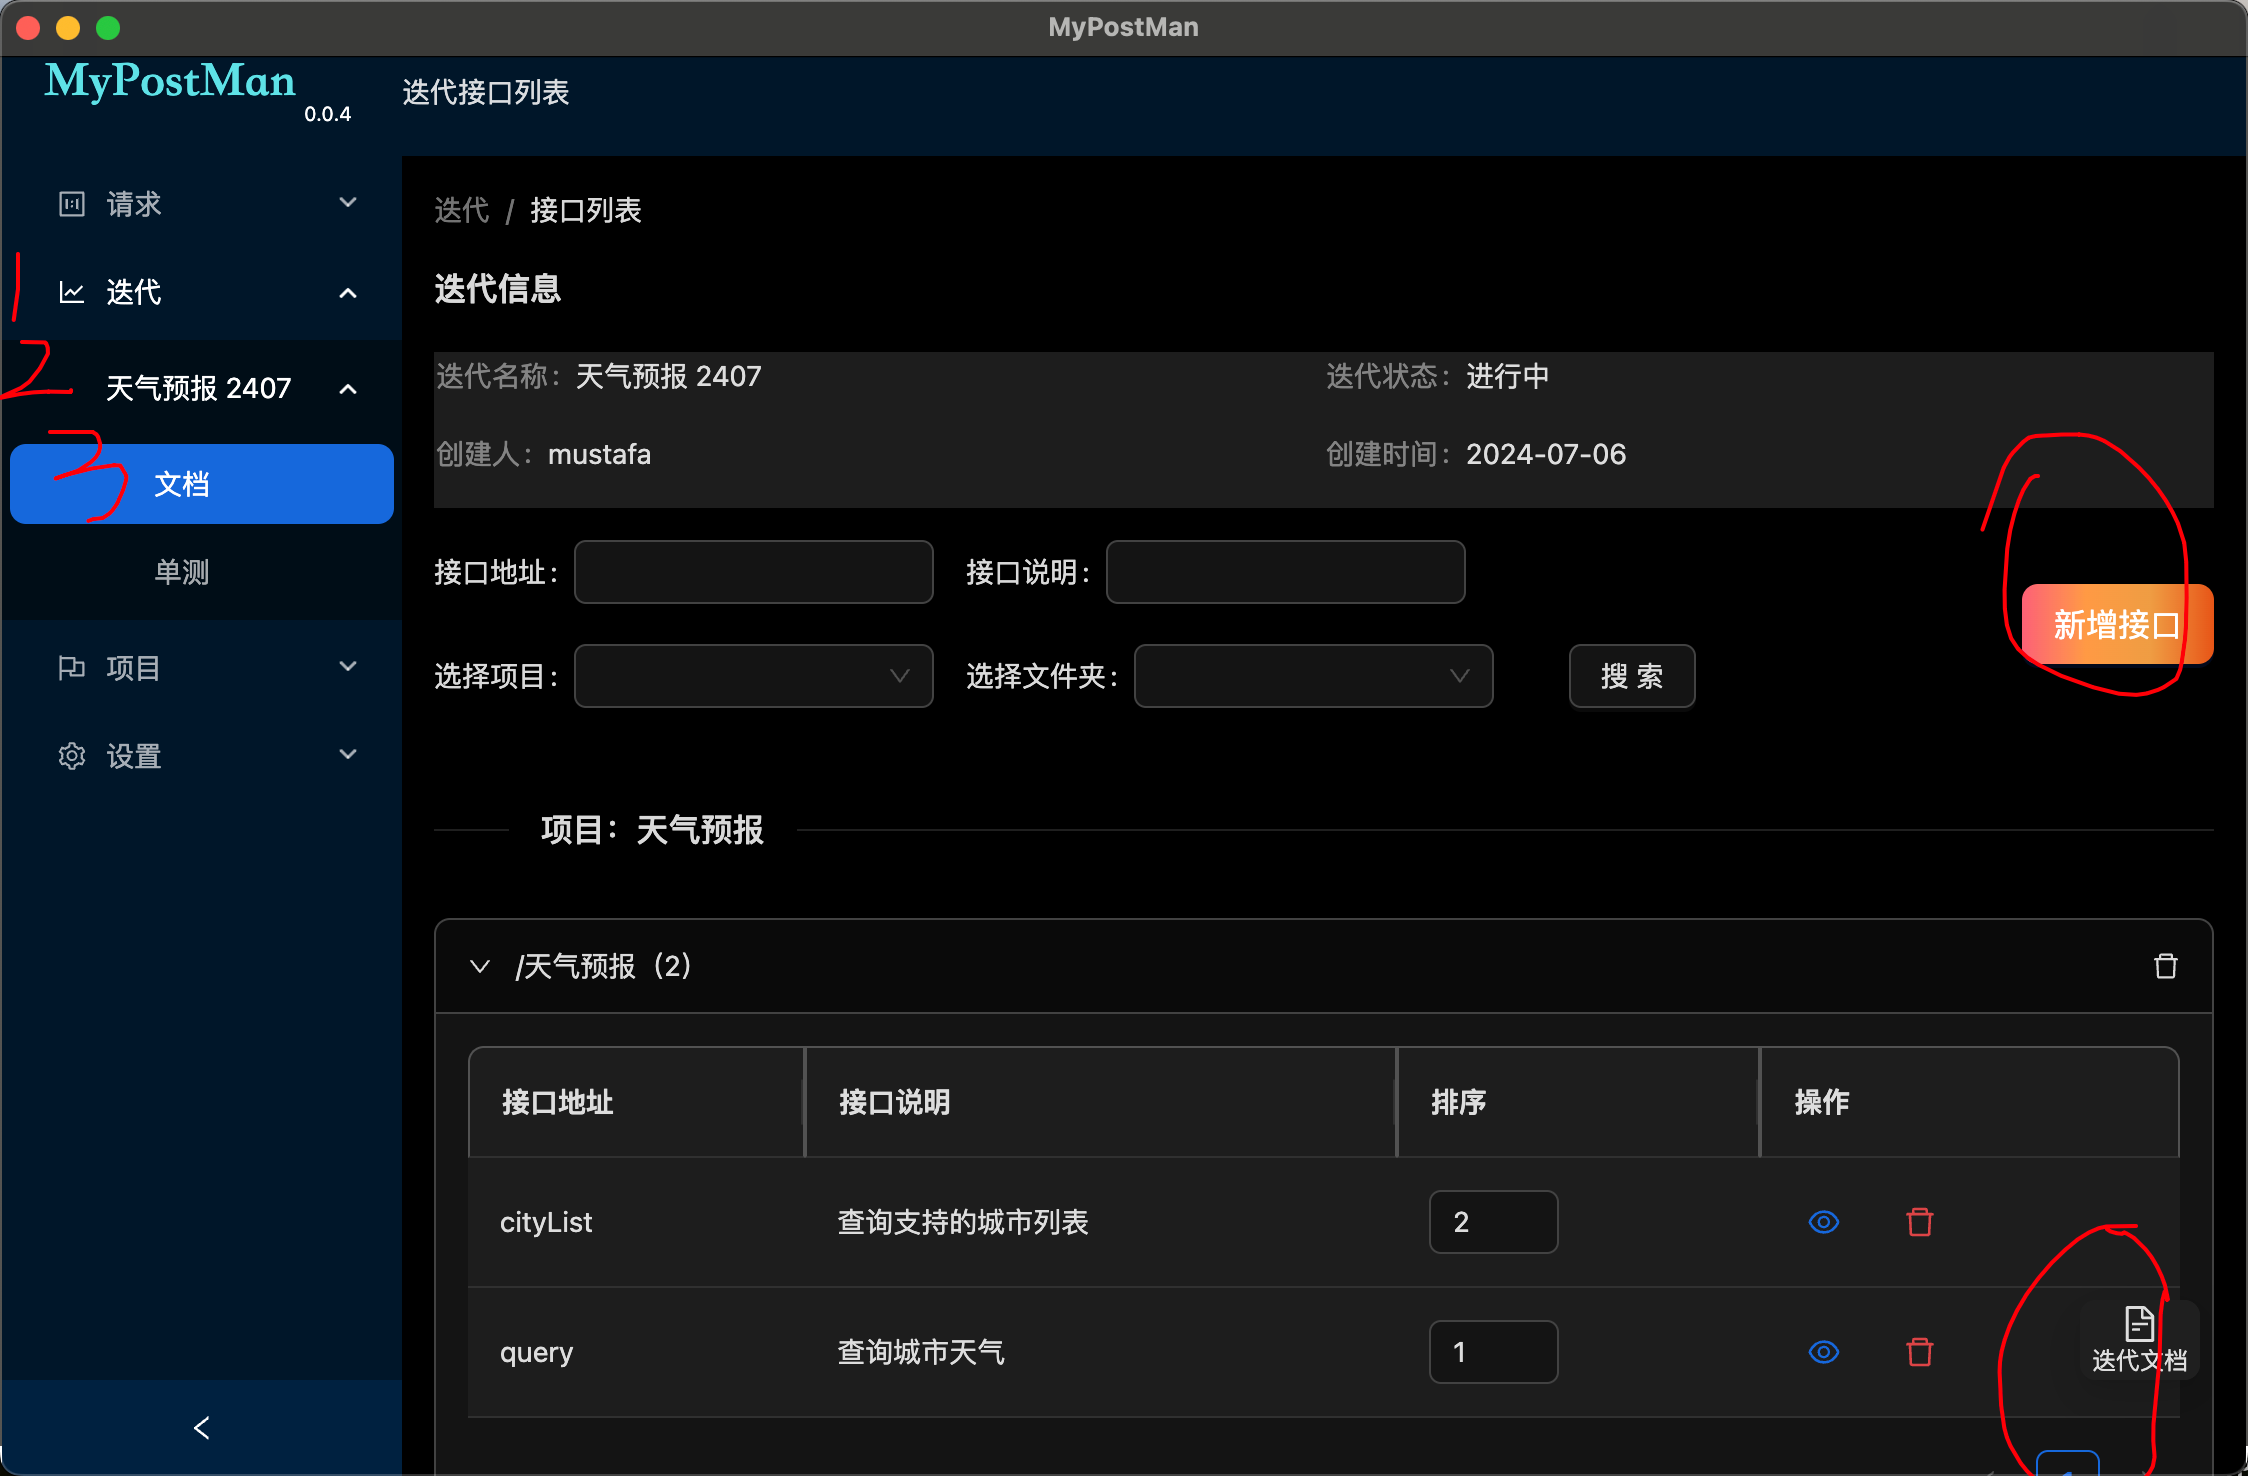 MyPostMan
MyPostMan
0.0.4
迭代接口列表
请求
1
迭代
2
天气预报 2407
3
文档
单测
项目
设置
迭代 / 接口列表
迭代信息
迭代名称： 天气预报 2407
迭代状态： 进行中
创建人： mustafa
创建时间： 2024-07-06
接口地址：
接口说明：
新增接口
选择项目：
选择文件夹：
搜 索
项目：天气预报
/天气预报（2）
接口地址 接口说明 排序 操作
cityList 查询支持的城市列表 2
query 查询城市天气 1
迭代文档